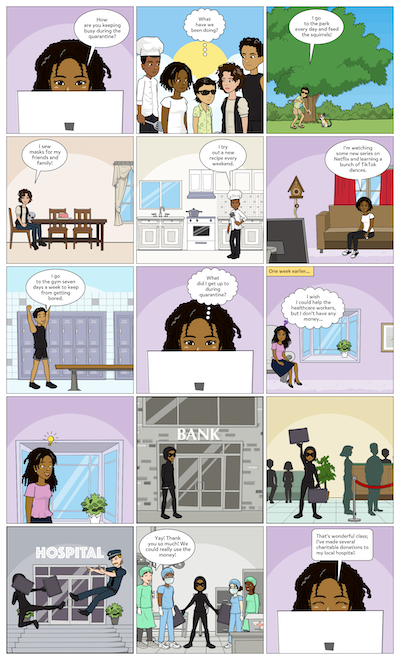 How
are you keeping
busy during the
quarantine?
What
have we
been doing?
I go
to the park
every day and feed
the squirrels!
I sew
masks for my
friends and
family!
I try
out a new
recipe every
weekend.
I'm watching
some new series on
Netflix and learning a
bunch of TikTok
dances.
I go
to the gym seven
days a week to keep
from getting
bored.
What
did I get up to
during
quarantine?
One week earlier...
I wish
I could help the
healthcare workers,
but I don't have any
money...
BANK
HOSPITAL
Yay! Thank
you so much! We
could really use the
money!
That's wonderful class;
I've made several
charitable donations to
my local hospital.